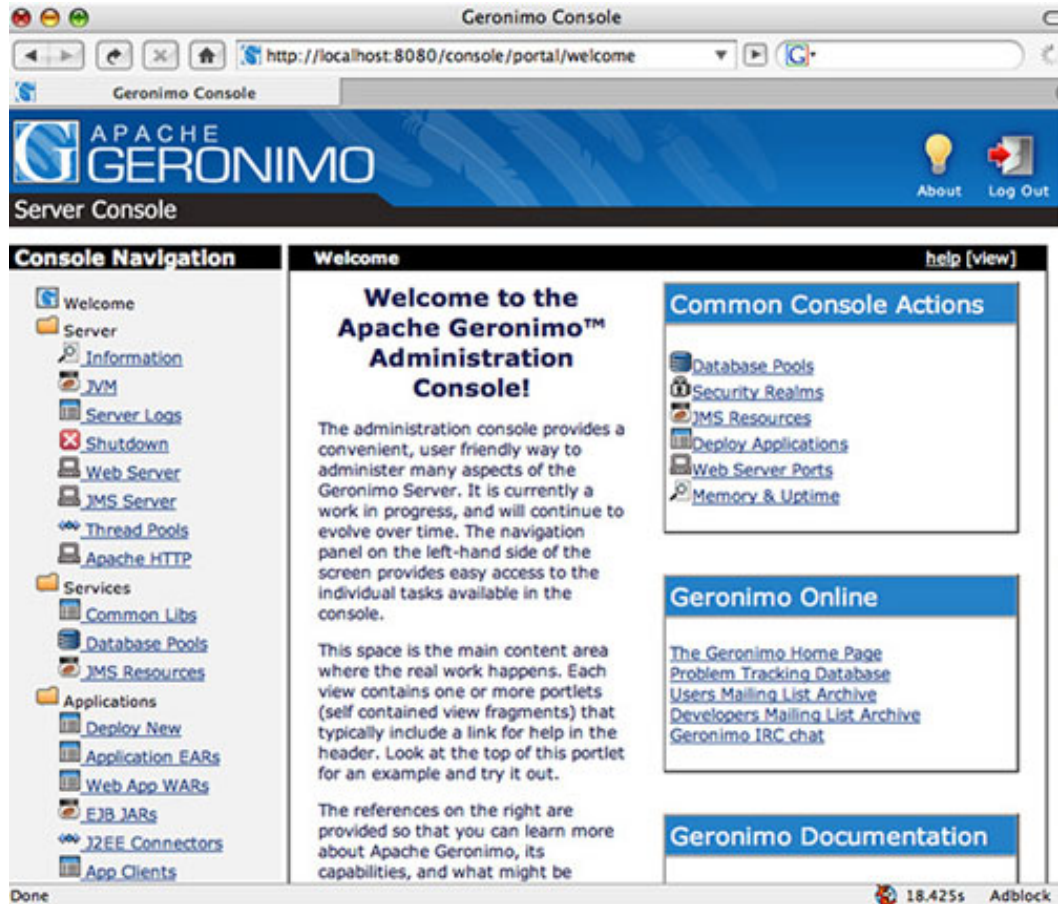 Geronimo Console
http://localhost:8080/console/portal/welcome
G
Geronimo Console
APACHE
GERONIMO
About
Log Out
Server Console
Console Navigation
Welcome
Server
Information
JVM
Server Logs
Shutdown
Web Server
JMS Server
Thread Pools
Apache HTTP
Services
Common Libs
Database Pools
JMS Resources
Applications
Deploy New
Application EARs
Web App WARs
EJB JARs
J2EE Connectors
App Clients
Welcome
help [view]
Welcome to the
Apache Geronimo™
Administration
Console!
The administration console provides a
convenient, user friendly way to
administer many aspects of the
Geronimo Server. It is currently a
work in progress, and will continue to
evolve over time. The navigation
panel on the left-hand side of the
screen provides easy access to the
individual tasks available in the
console.
This space is the main content area
where the real work happens. Each
view contains one or more portlets
(self contained view fragments) that
typically include a link for help in the
header. Look at the top of this portlet
for an example and try it out.
The references on the right are
provided so that you can learn more
about Apache Geronimo, its
capabilities, and what might be
Common Console Actions
Database Pools
Security Realms
JMS Resources
Deploy Applications
Web Server Ports
Memory & Uptime
Geronimo Online
The Geronimo Home Page
Problem Tracking Database
Users Mailing List Archive
Developers Mailing List Archive
Geronimo IRC chat
Geronimo Documentation
Done
18.425s
Adblock